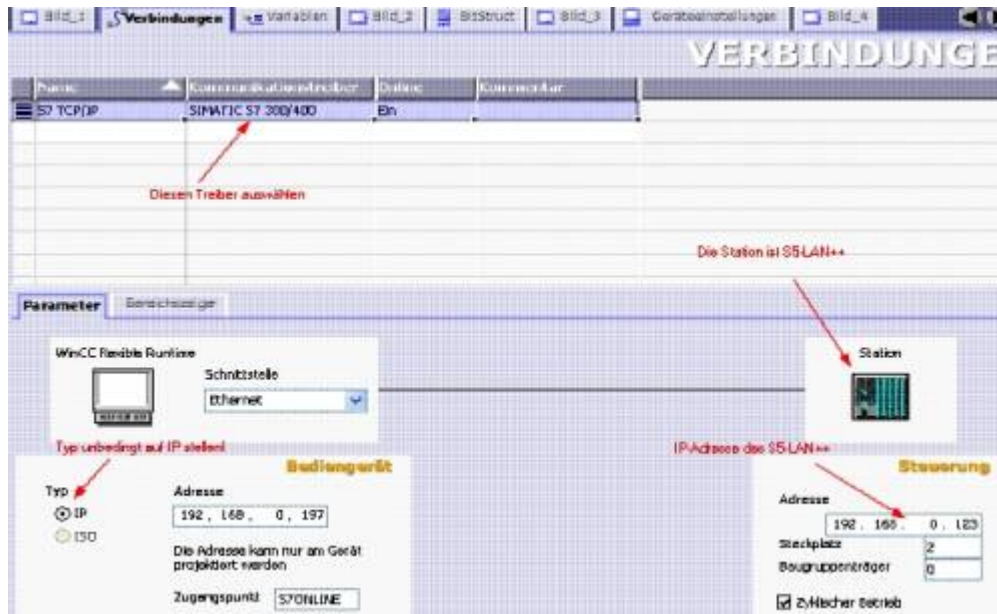 Bild_1 Verbindungen Variablen Bild_2 BitStruct Bild_3 Geräteeinstellungen Bild_4
VERBINDUNGE
Name Kommunikationstreiber Online Kommentar
S7 TCP/IP SIMATIC S7 300/400 Ein
Diesen Treiber auswählen
Die Station ist S5-LAN++
Parameter Bereichszeiger
WinCC flexible Runtime
Station
Schnittstelle
Ethernet
Typ unbedingt auf IP stellen!
IP-Adresse des S5-LAN++
Bediengerät
Steuerung
Typ
Adresse
Adresse
IP
192 . 168 . 0 . 197
192 . 168 . 0 . 123
ISO
Steckplatz 2
Die Adresse kann nur am Gerät
projektiert werden
Baugruppenträger 0
Zugangspunkt S7ONLINE
Zyklischer Betrieb